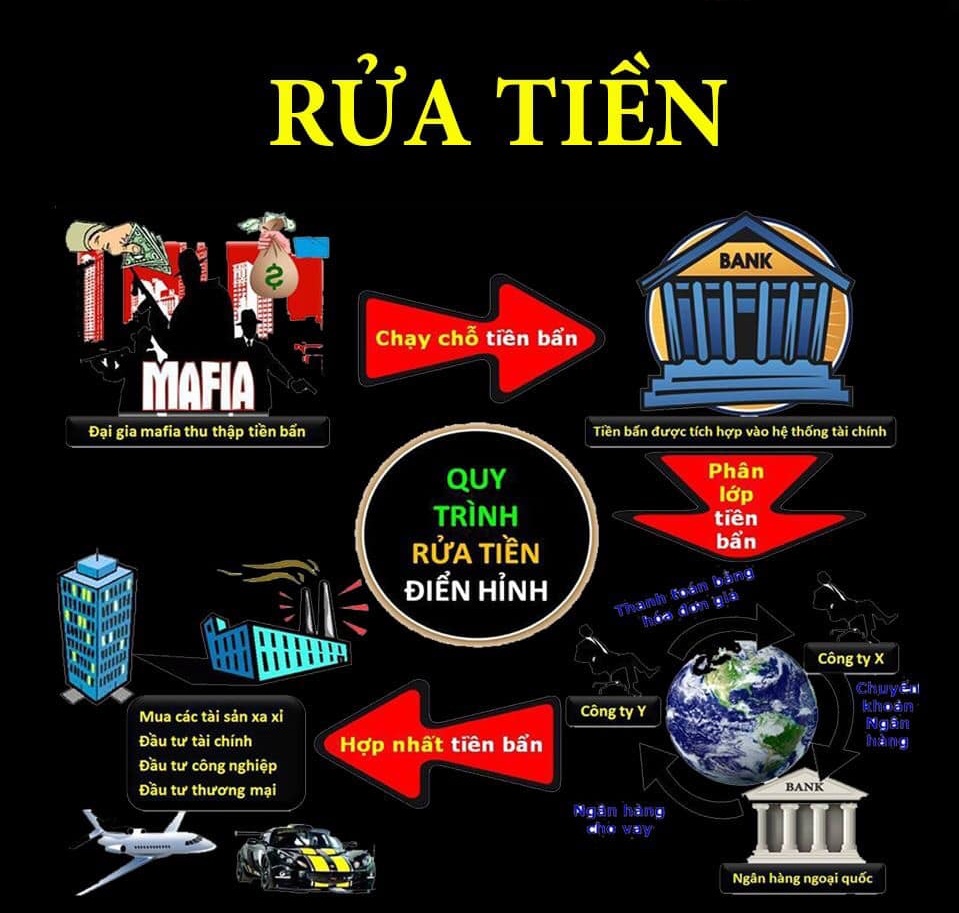 RỬA TIỀN
MAFIA
Đại gia mafia thu thập tiền bẩn
Chạy chỗ tiền bẩn
BANK
Tiền bẩn được tích hợp vào hệ thống tài chính
Phân
lớp
tiền
bẩn
QUY
TRÌNH
RỬA TIỀN
ĐIỂN HỈNH
Thanh toán bằng
hóa đơn giả
Công ty X
Công ty Y
Chuyển
khoản
Ngân
hàng
BANK
Ngân hàng ngoại quốc
Ngân hàng
cho vay
Hợp nhất tiền bẩn
Mua các tài sản xa xỉ
Đầu tư tài chính
Đầu tư công nghiệp
Đầu tư thương mại